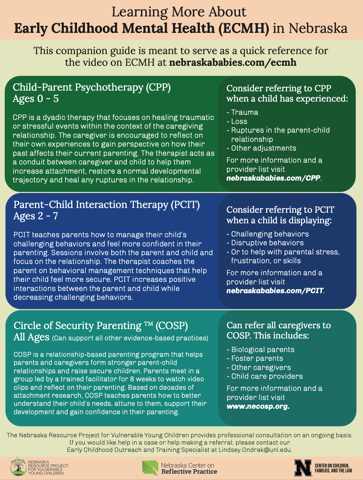 Learning More About
Early Childhood Mental Health (ECMH) in Nebraska
This companion guide is meant to serve as a quick reference for
the video on ECMH at nebraskababies.com/ecmh
Child-Parent Psychotherapy (CPP)
Ages 0 - 5
CPP is a dyadic therapy that focuses on healing traumatic
or stressful events within the context of the caregiving
relationship. The caregiver is encouraged to reflect on
their own experiences to gain perspective on how their
past affects their current parenting. The therapist acts as
a conduit between caregiver and child to help them
increase attachment, restore a normal developmental
trajectory and heal any ruptures in the relationship.
Consider referring to CPP
when a child has experienced:
- Trauma
- Loss
- Ruptures in the parent-child
relationship
- Other adjustments
For more information and a
provider list visit
nebraskababies.com/CPP.
Parent-Child Interaction Therapy (PCIT)
Ages 2 - 7
PCIT teaches parents how to manage their child's
challenging behaviors and feel more confident in their
parenting. Sessions involve both the parent and child and
focus on the relationship. The therapist coaches the
parent on behavioral management techniques that help
their child feel more secure. PCIT increases positive
interactions between the parent and child while
decreasing challenging behaviors.
Consider referring to PCIT
when a child is displaying:
- Challenging behaviors
- Disruptive behaviors
- Or to help with parental stress,
frustration, or skills
For more information and a
provider list visit
nebraskababies.com/PCIT.
Circle of Security Parenting ™ (COSP)
All Ages (Can support all other evidence-based practices)
COSP is a relationship-based parenting program that helps
parents and caregivers form stronger parent-child
relationships and raise secure children. Parents meet in a
group led by a trained facilitator for 8 weeks to watch video
clips and reflect on their parenting. Based on decades of
attachment research, COSP teaches parents how to better
understand their child's needs, attune to them, support their
development and gain confidence in their parenting.
Can refer all caregivers to
COSP. This includes:
- Biological parents
- Foster parents
- Other caregivers
- Child care providers
For more information and a
provider list visit
www.necosp.org.
The Nebraska Resource Project for Vulnerable Young Children provides professional consultation on an ongoing basis.
If you would like help in a case or help making a referral, please contact our
Early Childhood Outreach and Training Specialist at Lindsey.Ondrak@unl.edu.
NEBRASKA
RESOURCE PROJECT
FOR VULNERABLE
YOUNG CHILDREN
Nebraska Center on
Reflective Practice
N
CENTER ON CHILDREN,
FAMILIES, AND THE LAW